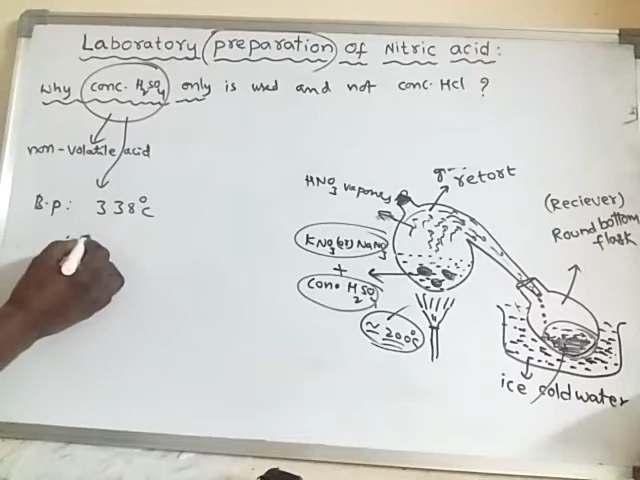 Laboratory preparation of Nitric acid:
Why conc. H2SO4 only is used and not conc. HCl ?
non-volatile acid
B.p: 338°C
HNO3 vapones
retort
KNO3 (or) NaNO3
+
Conc H2SO4
≈ 200°C
(Reciever)
Round bottom
flask
ice cold water